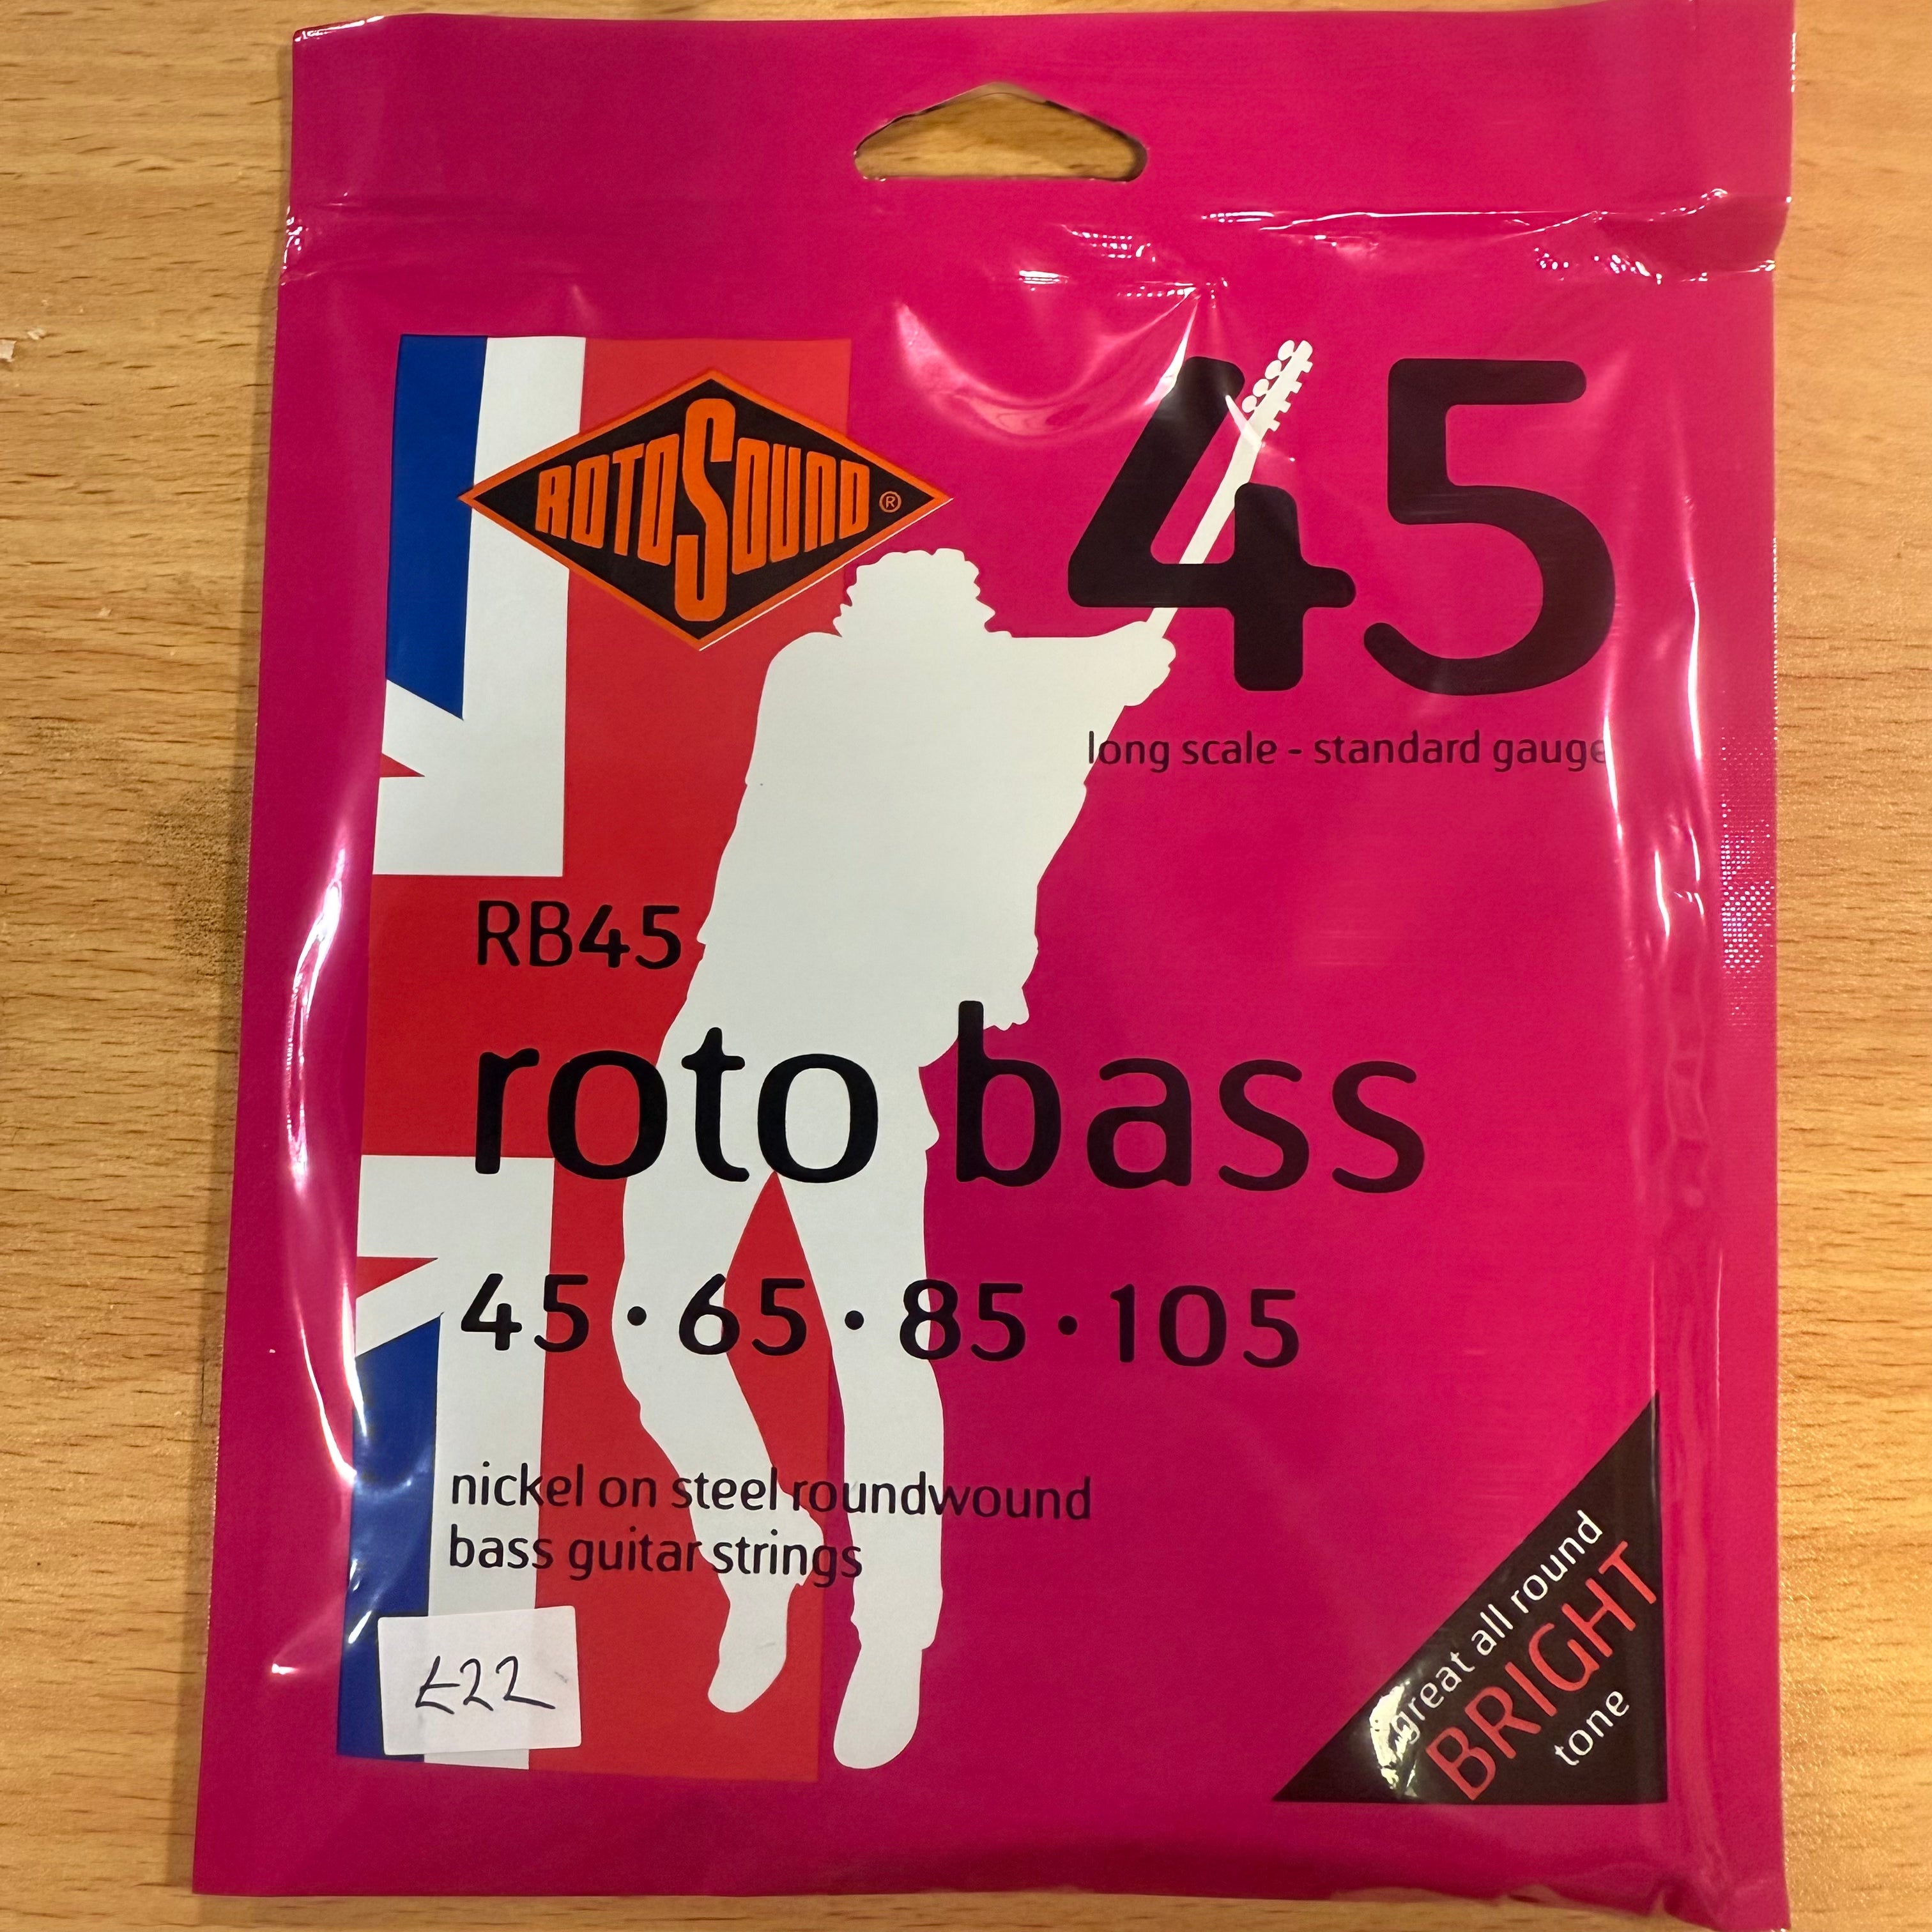 ROTOSOUND®
45
long scale - standard gauge
RB45
roto bass
45 • 65 • 85 • 105
nickel on steel roundwound
bass guitar strings
£22
great all round
BRIGHT
tone